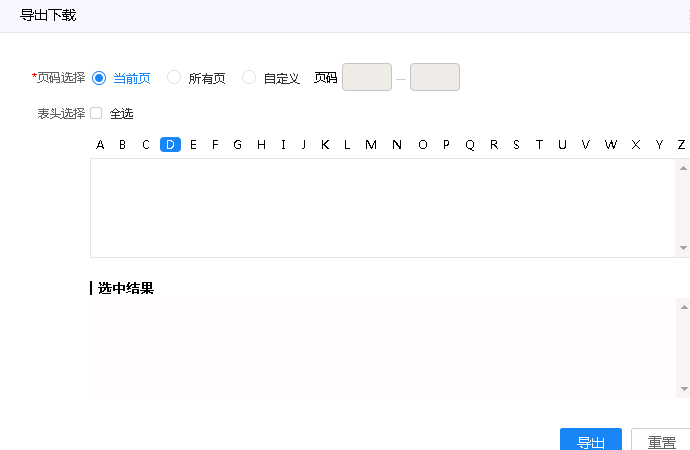 导出下载
*页码选择 当前页 所有页 自定义 页码 —
表头选择 全选
A B C D E F G H I J K L M N O P Q R S T U V W X Y Z
选中结果
导出 重置